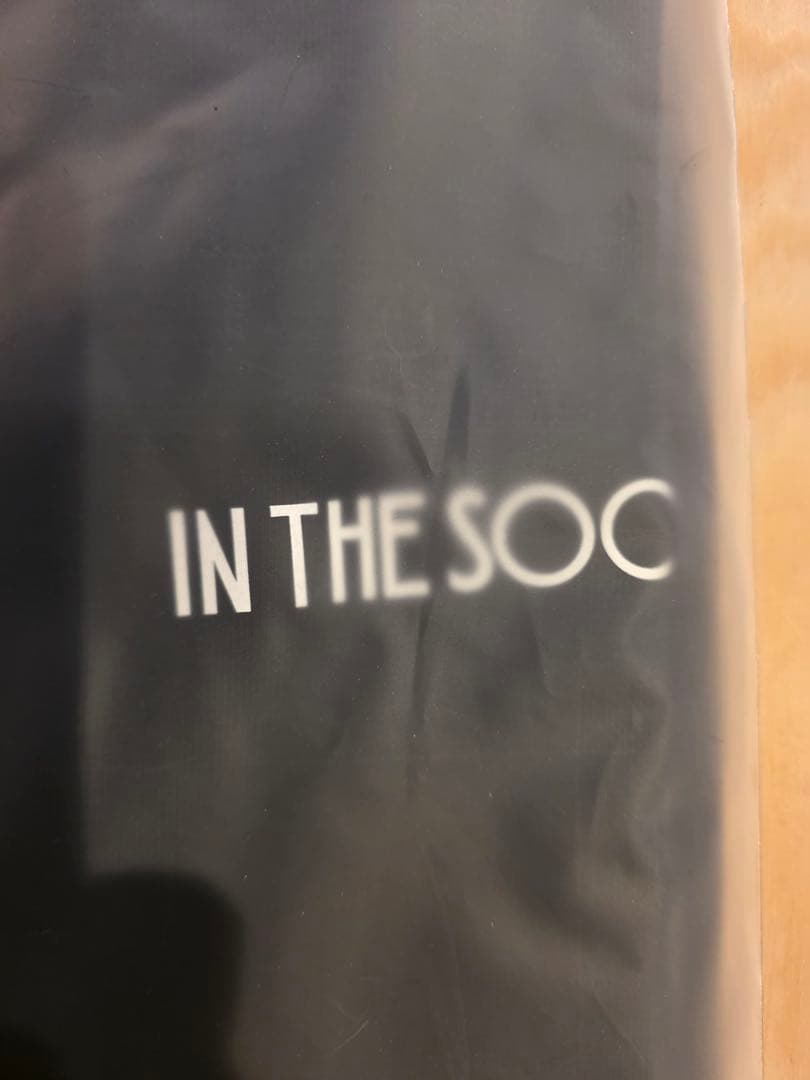 IN THE SOC